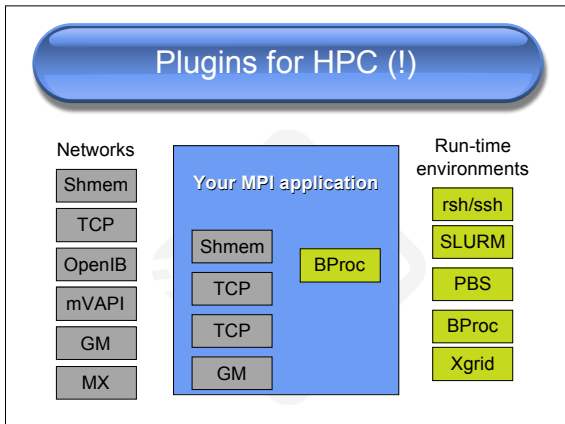 Plugins for HPC (!)
Networks
Shmem
TCP
OpenIB
mVAPI
GM
MX
Your MPI application
Shmem
TCP
TCP
GM
BProc
Run-time
environments
rsh/ssh
SLURM
PBS
BProc
Xgrid